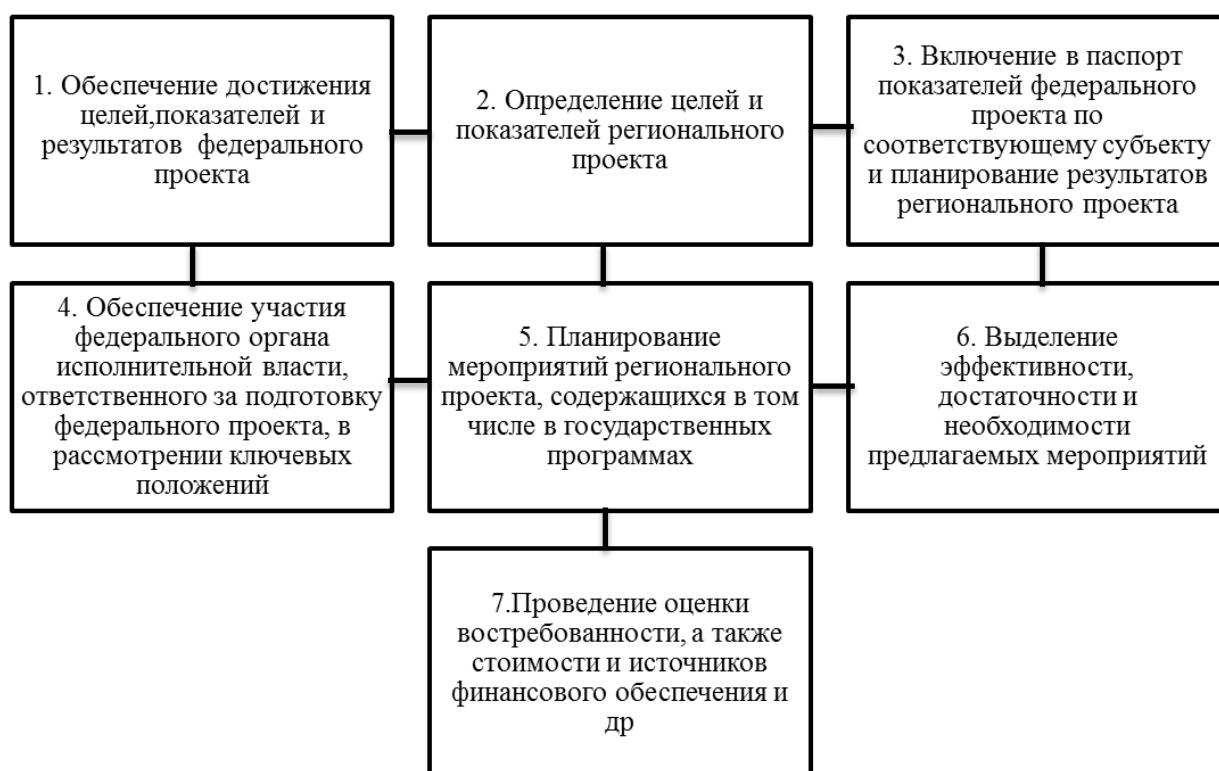 1. Обеспечение достижения
целей,показателей и
результатов федерального
проекта
2. Определение целей и
показателей регионального
проекта
3. Включение в паспорт
показателей федерального
проекта по
соответствующему субъекту
и планирование результатов
регионального проекта
4. Обеспечение участия
федерального органа
исполнительной власти,
ответственного за подготовку
федерального проекта, в
рассмотрении ключевых
положений
5. Планирование
мероприятий регионального
проекта, содержащихся в том
числе в государственных
программах
6. Выделение
эффективности,
достаточности и
необходимости
предлагаемых мероприятий
7.Проведение оценки
востребованности, а также
стоимости и источников
финансового обеспечения и
др